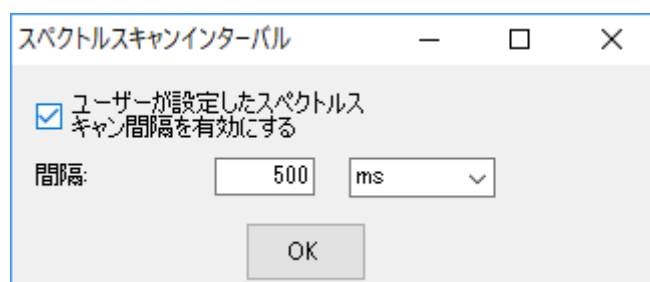 スペクトルスキャンインターバル
ユーザーが設定したスペクトルス
キャン間隔を有効にする
間隔: 500 ms
OK